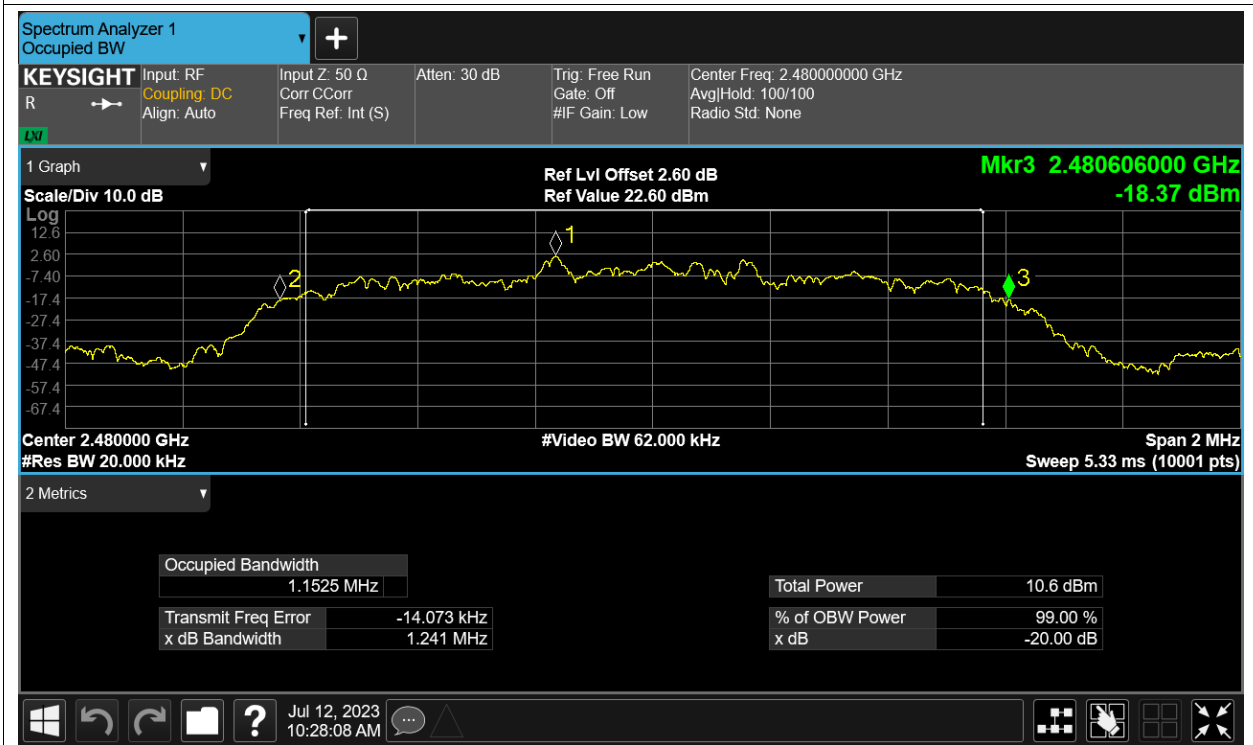 Spectrum Analyzer 1
Occupied BW
KEYSIGHT Input: RF Input Z: 50 Ω Atten: 30 dB Trig: Free Run Center Freq: 2.480000000 GHz
R Coupling: DC Corr CCorr Gate: Off Avg|Hold: 100/100
Align: Auto Freq Ref: Int (S) #IF Gain: Low Radio Std: None
LXI
1 Graph Ref Lvl Offset 2.60 dB Mkr3 2.480606000 GHz
Scale/Div 10.0 dB Ref Value 22.60 dBm -18.37 dBm
Log
12.6
2.60
-7.40
-17.4
-27.4
-37.4
-47.4
-57.4
-67.4
1
2
3
Center 2.480000 GHz #Video BW 62.000 kHz Span 2 MHz
#Res BW 20.000 kHz Sweep 5.33 ms (10001 pts)
2 Metrics
Occupied Bandwidth
1.1525 MHz Total Power 10.6 dBm
Transmit Freq Error -14.073 kHz % of OBW Power 99.00 %
x dB Bandwidth 1.241 MHz x dB -20.00 dB
? Jul 12, 2023
10:28:08 AM